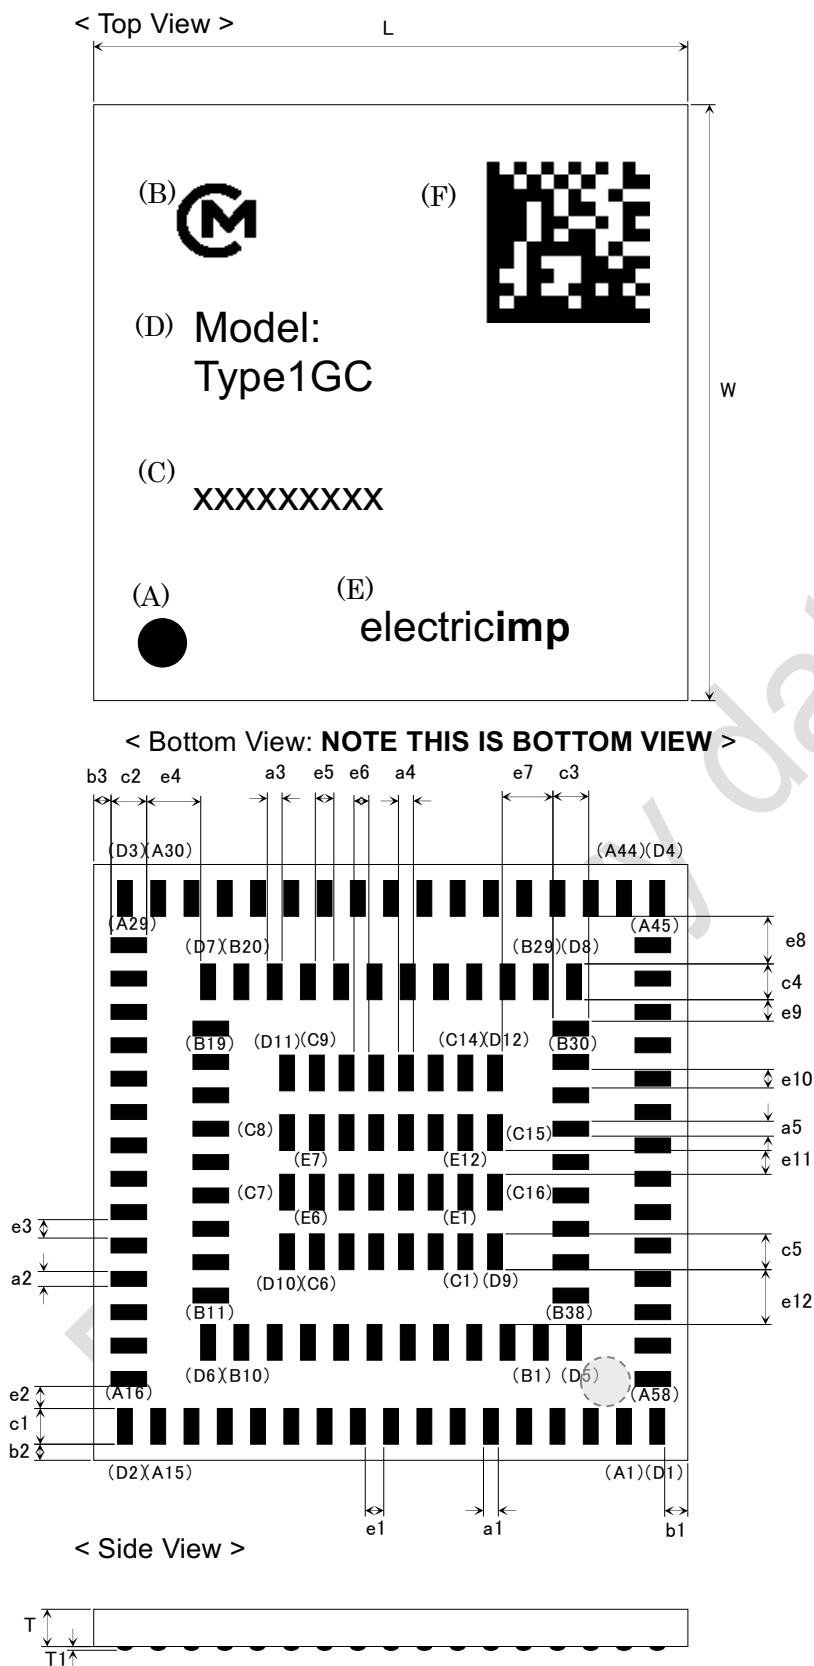 < Top View >
L
(B)
CM
(F)
(D) Model:
Type1GC
W
(C)
xxxxxxxxx
(A)
(E)
electricimp
< Bottom View: NOTE THIS IS BOTTOM VIEW >
b3 c2 e4 a3 e5 e6 a4 e7 c3
(D3)(A30) (A44)(D4)
(A29) (A45)
(D7)(B20) (B29)(D8)
e8
c4
e9
(B19) (D11)(C9) (C14)(D12) (B30)
e10
(C8) (C15)
a5
(E7) (E12)
e11
(C7) (C16)
(E6) (E1)
e3
c5
a2
(D10)(C6) (C1)(D9)
e12
(B11) (B38)
(D6)(B10) (B1)(D5)
e2 (A16) (A58)
c1
b2
(D2)(A15) (A1)(D1)
e1 a1 b1
< Side View >
T
T1